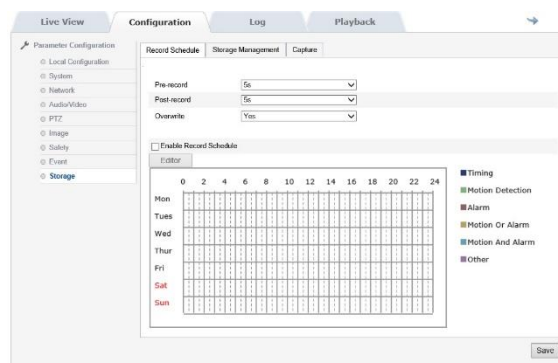 Live View Configuration Log Playback
Parameter Configuration
Local Configuration
System
Network
Audio/Video
PTZ
Image
Safety
Event
Storage
Record Schedule Storage Management Capture
Pre-record 5s
Post-record 5s
Overwrite Yes
Enable Record Schedule
Editor
0 2 4 6 8 10 12 14 16 18 20 22 24
Mon
Tues
Wed
Thur
Fri
Sat
Sun
Timing
Motion Detection
Alarm
Motion Or Alarm
Motion And Alarm
Other
Save